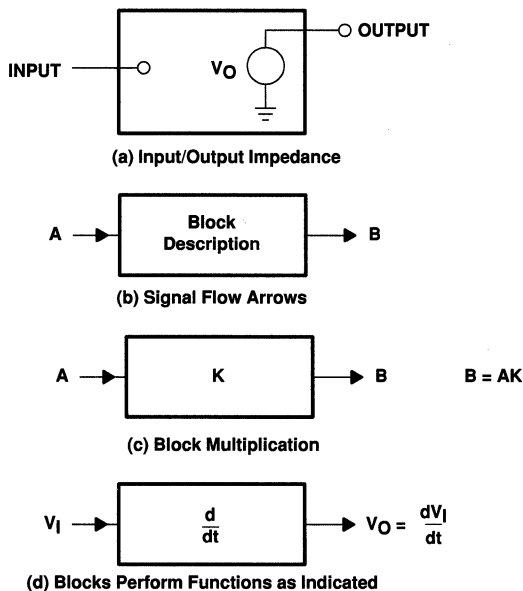 OUTPUT
INPUT
VO
(a) Input/Output Impedance
A
Block
Description
B
(b) Signal Flow Arrows
A
K
B
B = AK
(c) Block Multiplication
VI
d
dt
VO = dVI
dt
(d) Blocks Perform Functions as Indicated